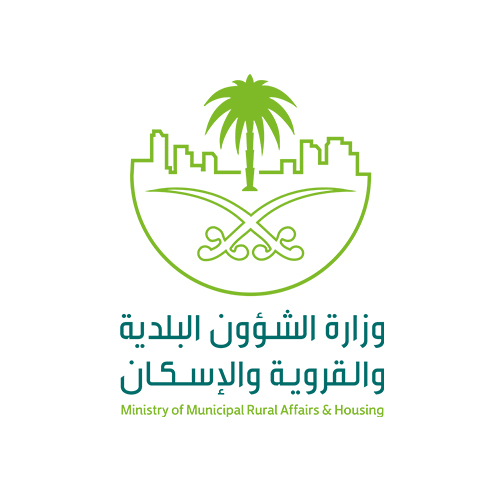 وزارة الشؤون البلدية
والقروية والإسكان
Ministry of Municipal Rural Affairs & Housing